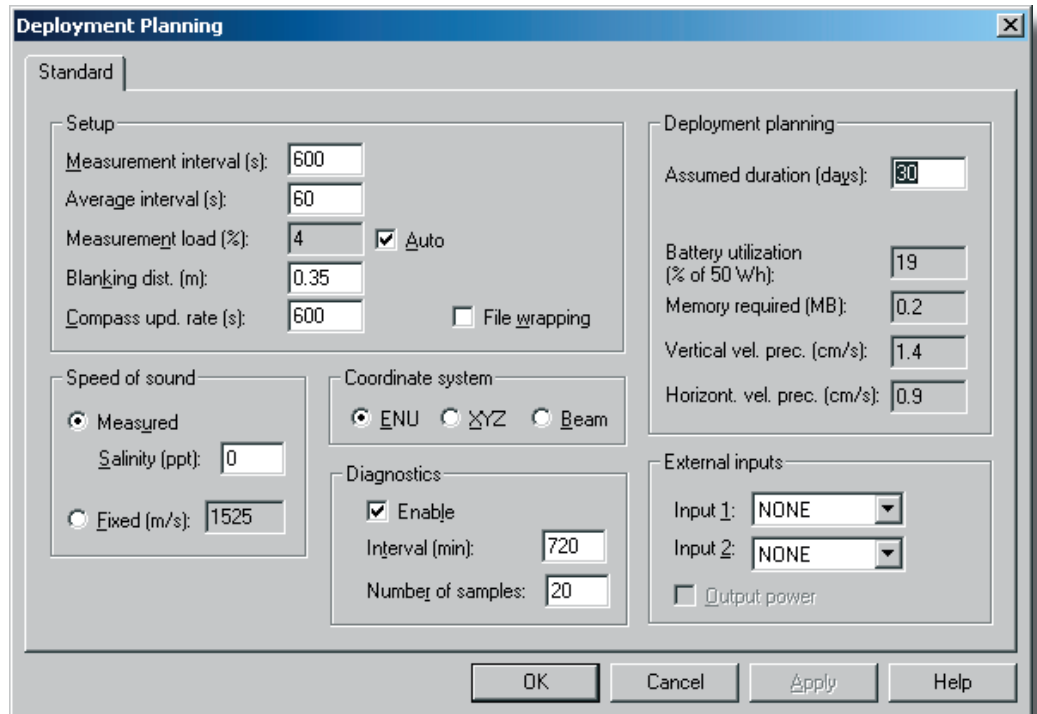 Deployment Planning
Standard
Setup
Measurement interval (s): 600
Average interval (s): 60
Measurement load (%): 4 Auto
Blanking dist. (m): 0.35
Compass upd. rate (s): 600 File wrapping
Deployment planning
Assumed duration (days): 30
Battery utilization
(% of 50 Wh): 19
Memory required (MB): 0.2
Vertical vel. prec. (cm/s): 1.4
Horizont. vel. prec. (cm/s): 0.9
Speed of sound
Measured
Salinity (ppt): 0
Fixed (m/s): 1525
Coordinate system
ENU XYZ Beam
Diagnostics
Enable
Interval (min): 720
Number of samples: 20
External inputs
Input 1: NONE
Input 2: NONE
Output power
OK Cancel Apply Help